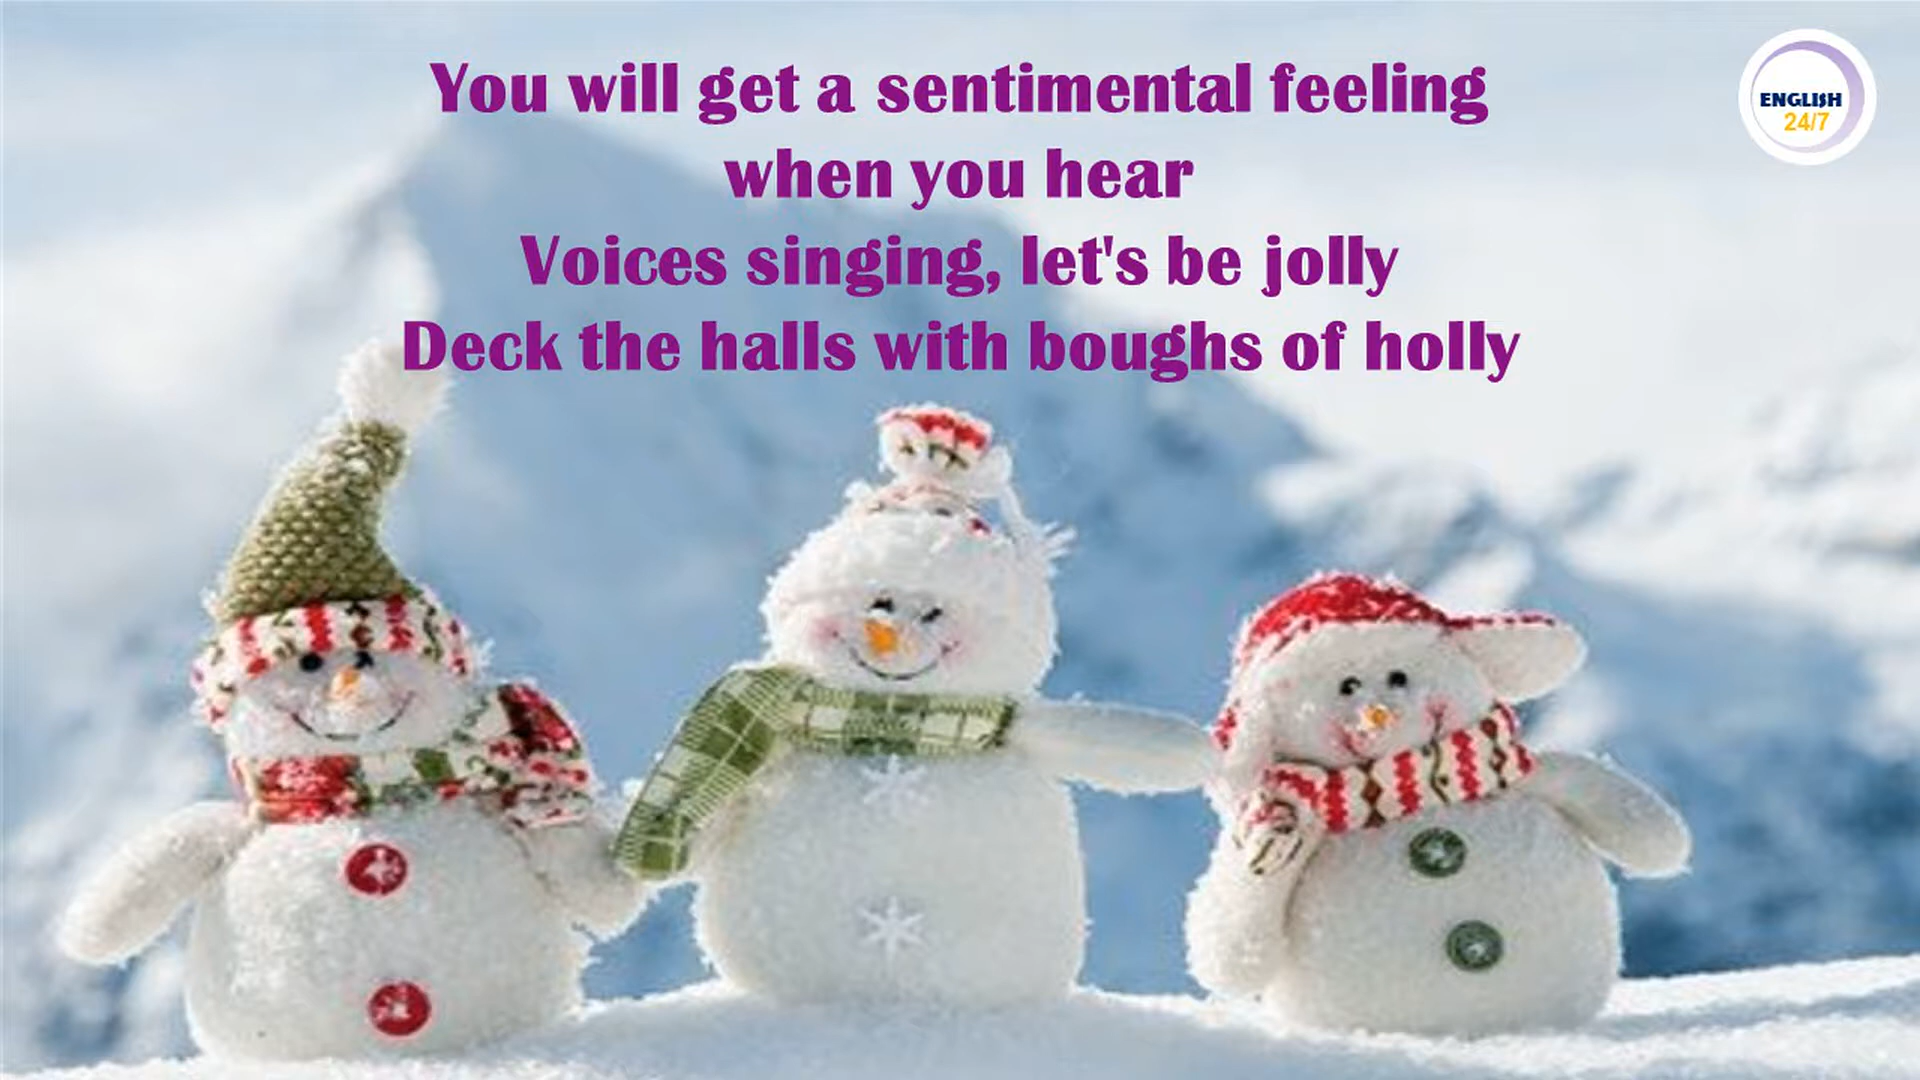 You will get a sentimental feeling
when you hear
Voices singing, let's be jolly
Deck the halls with boughs of holly
ENGLISH
24/7